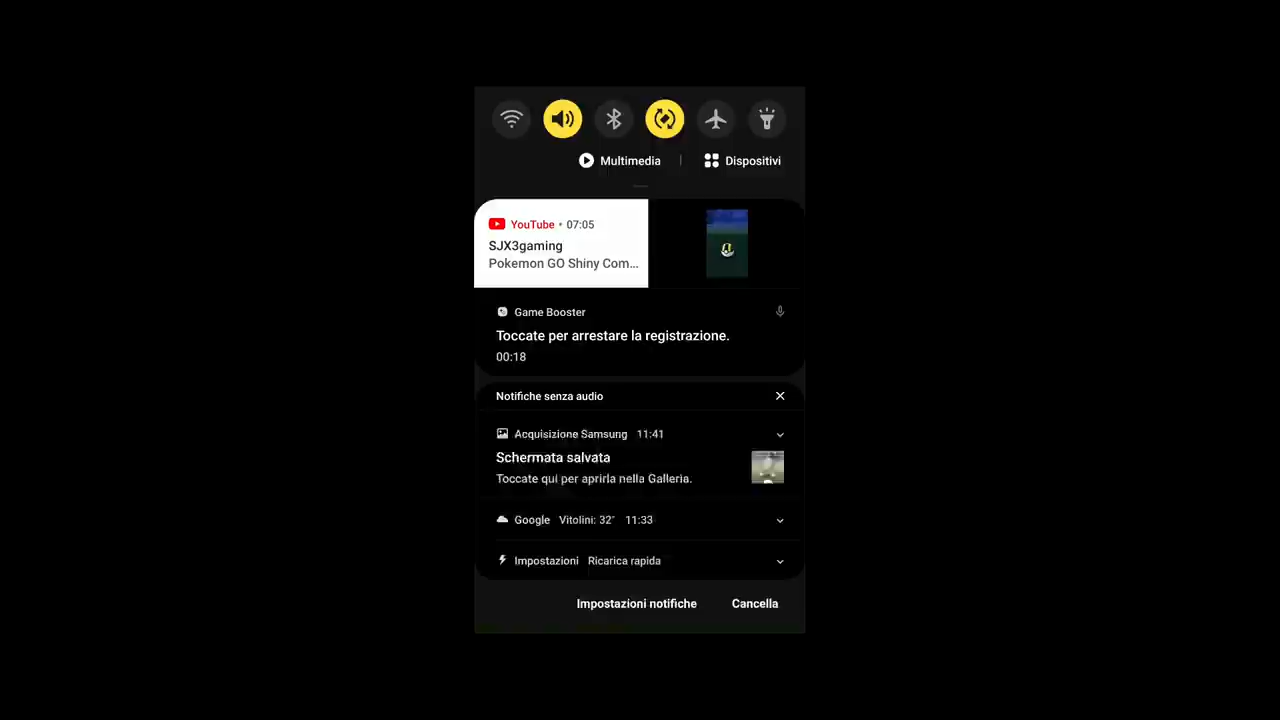 Multimedia | Dispositivi
YouTube • 07:05
SJX3gaming
Pokemon GO Shiny Com...
Game Booster
Toccate per arrestare la registrazione.
00:18
Notifiche senza audio
Acquisizione Samsung 11:41
Schermata salvata
Toccate qui per aprirla nella Galleria.
Google Vitolini: 32° 11:33
Impostazioni Ricarica rapida
Impostazioni notifiche Cancella